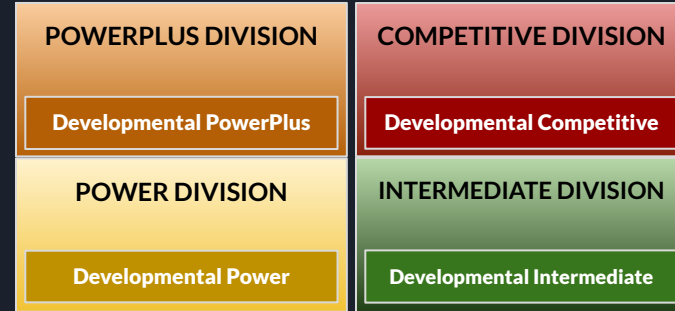 POWERPLUS DIVISION
Developmental PowerPlus
COMPETITIVE DIVISION
Developmental Competitive
POWER DIVISION
Developmental Power
INTERMEDIATE DIVISION
Developmental Intermediate